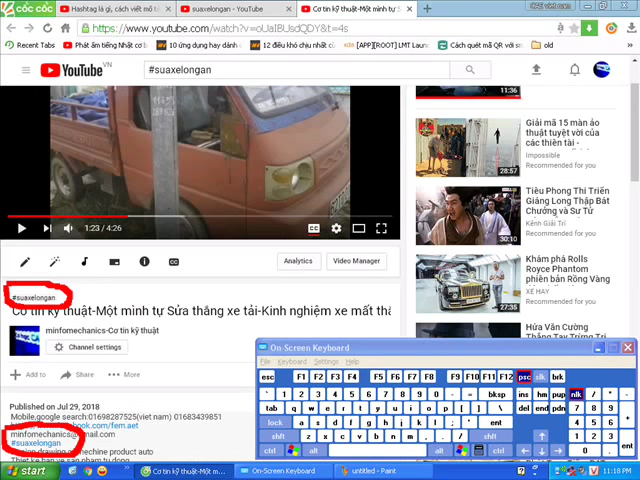 CỐC CỐC
Hashtag là gì, cách viết mô tả
suaxelongan - YouTube
Cơ tin kỹ thuật-Một mình tự S
https://www.youtube.com/watch?v=oUaIBUsdQDY&t=4s
Recent Tabs
Phát âm tiếng Nhật cơ b
10 ứng dụng hay dành c
12 điều khó chịu nhất củ
[APP][ROOT] LMT Launc
Cách quét mã QR với sm
YouTube VN
#suaxelongan
11:36
Giải mã 15 màn ảo
thuật tuyệt vời của
các thiên tài -
Impossible
Recommended for you
28:57
Tiêu Phong Thi Triển
Giáng Long Thập Bát
Chưởng và Sư Tử
Kênh Giải Trí
Recommended for you
30:10
Khám phá Rolls
Royce Phantom
phiên bản Rồng Vàng
XE HAY
Recommended for you
27:35
Hứa Văn Cường
Thắng Tay Trừng Trị
1:23 / 4:26
Analytics
Video Manager
#suaxelongan
Cơ tin kỹ thuật-Một mình tự Sửa thắng xe tải-Kinh nghiệm xe mất thắ
minfomechanics-Cơ tin kỹ thuật
Channel settings
Add to
Share
More
Published on Jul 29, 2018
Mobile,google search:01698287525(viet nam) 01683439851
minfomechanics@gmail.com
#suaxelongan
On-Screen Keyboard
File Keyboard Settings Help
esc F1 F2 F3 F4 F5 F6 F7 F8 F9 F10 F11 F12 psc slk brk
` 1 2 3 4 5 6 7 8 9 0 - = bksp ins hm pup nlk / * -
tab q w e r t y u i o p [ ] \ del end pdn 7 8 9 +
lock a s d f g h j k l ; ' ent 4 5 6
shft z x c v b n m , . / shft 1 2 3 ent
ctrl alt alt ctrl 0 .
start
Cơ tin kỹ thuật-Một m...
On-Screen Keyboard
untitled - Paint
11:18 PM